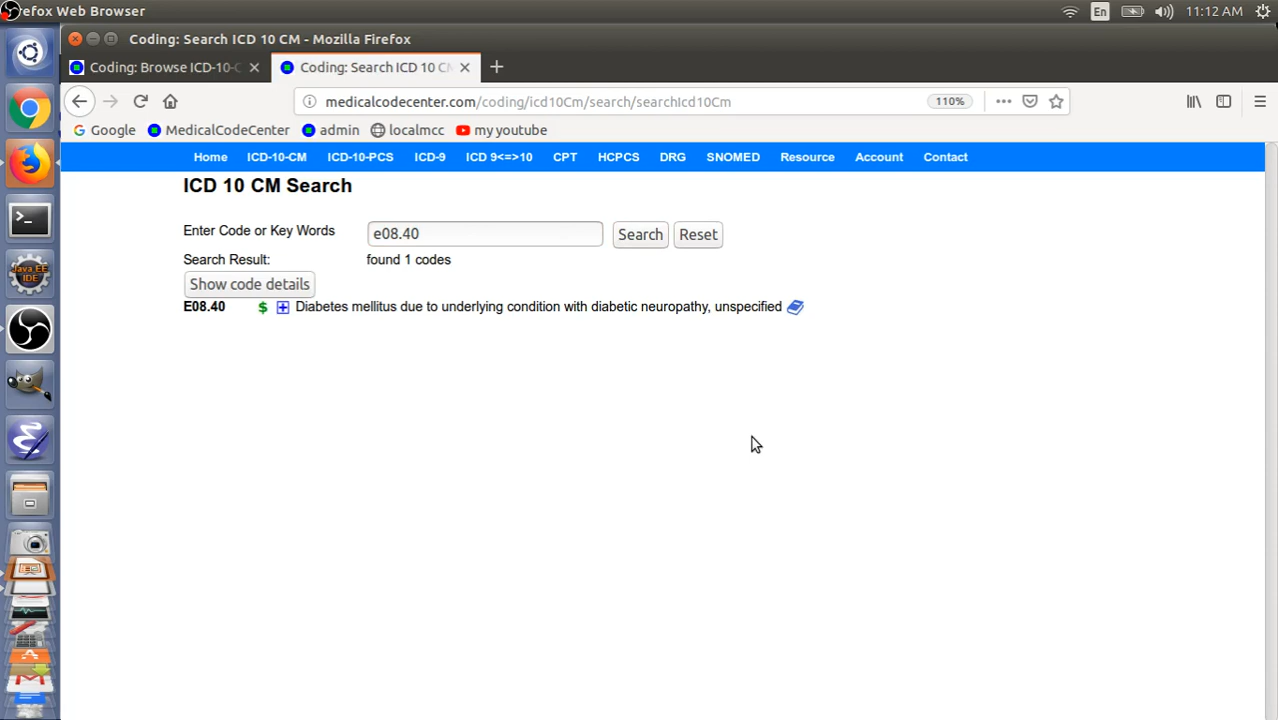 refox Web Browser
En
11:12 AM
Coding: Search ICD 10 CM - Mozilla Firefox
Coding: Browse ICD-10-C
Coding: Search ICD 10 CM
medicalcodecenter.com/coding/icd10Cm/search/searchIcd10Cm
110%
Google MedicalCodeCenter admin localmcc my youtube
Home ICD-10-CM ICD-10-PCS ICD-9 ICD 9<=>10 CPT HCPCS DRG SNOMED Resource Account Contact
ICD 10 CM Search
Enter Code or Key Words e08.40 Search Reset
Search Result: found 1 codes
Show code details
E08.40 $ Diabetes mellitus due to underlying condition with diabetic neuropathy, unspecified
Java EE
IDE